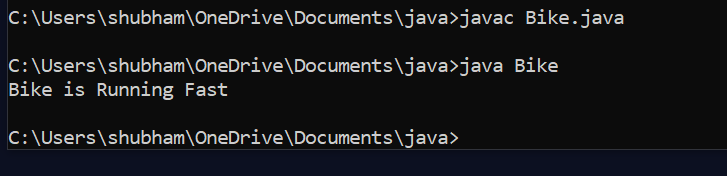 C:\Users\shubham\OneDrive\Documents\java>javac Bike.java
C:\Users\shubham\OneDrive\Documents\java>java Bike
Bike is Running Fast
C:\Users\shubham\OneDrive\Documents\java>